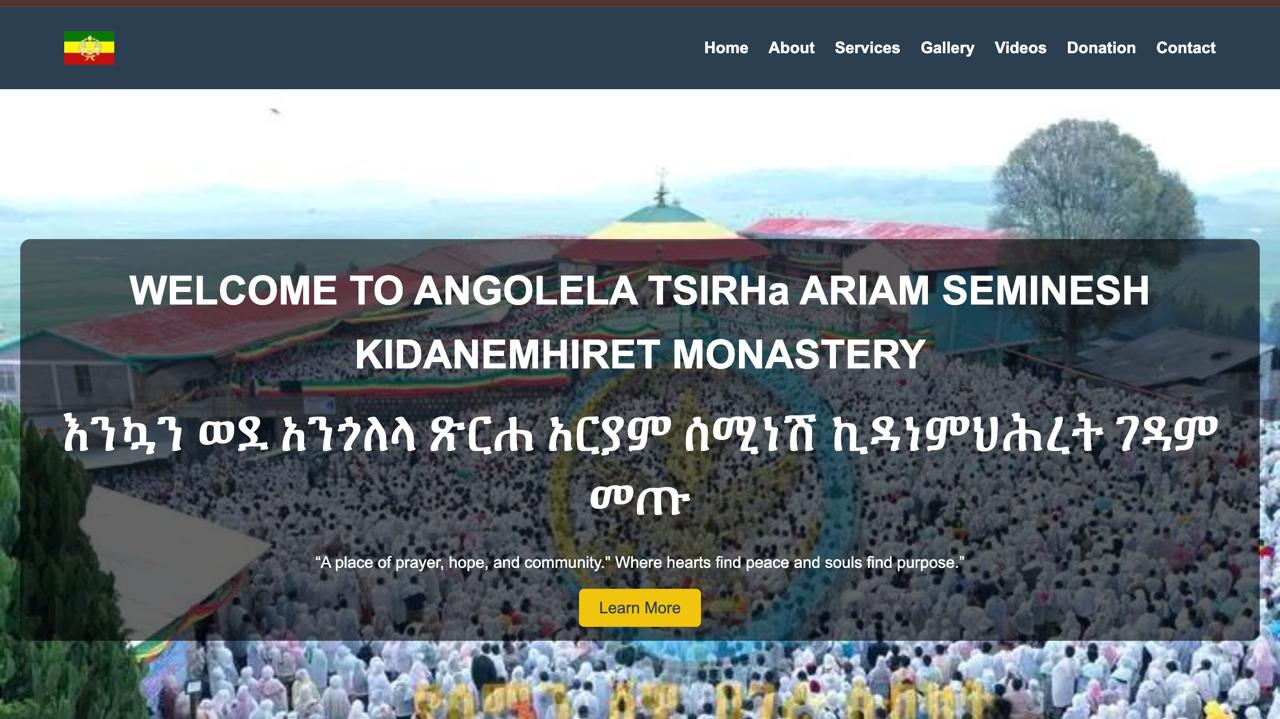 Home About Services Gallery Videos Donation Contact
WELCOME TO ANGOLELA TSIRHa ARIAM SEMINESH
KIDANEMHIRET MONASTERY
እንኳን ወደ አንጎለላ ጽርሐ አርያም ሰሚነሽ ኪዳነምህሕረት ገዳም
መጡ
“A place of prayer, hope, and community." Where hearts find peace and souls find purpose.”
Learn More